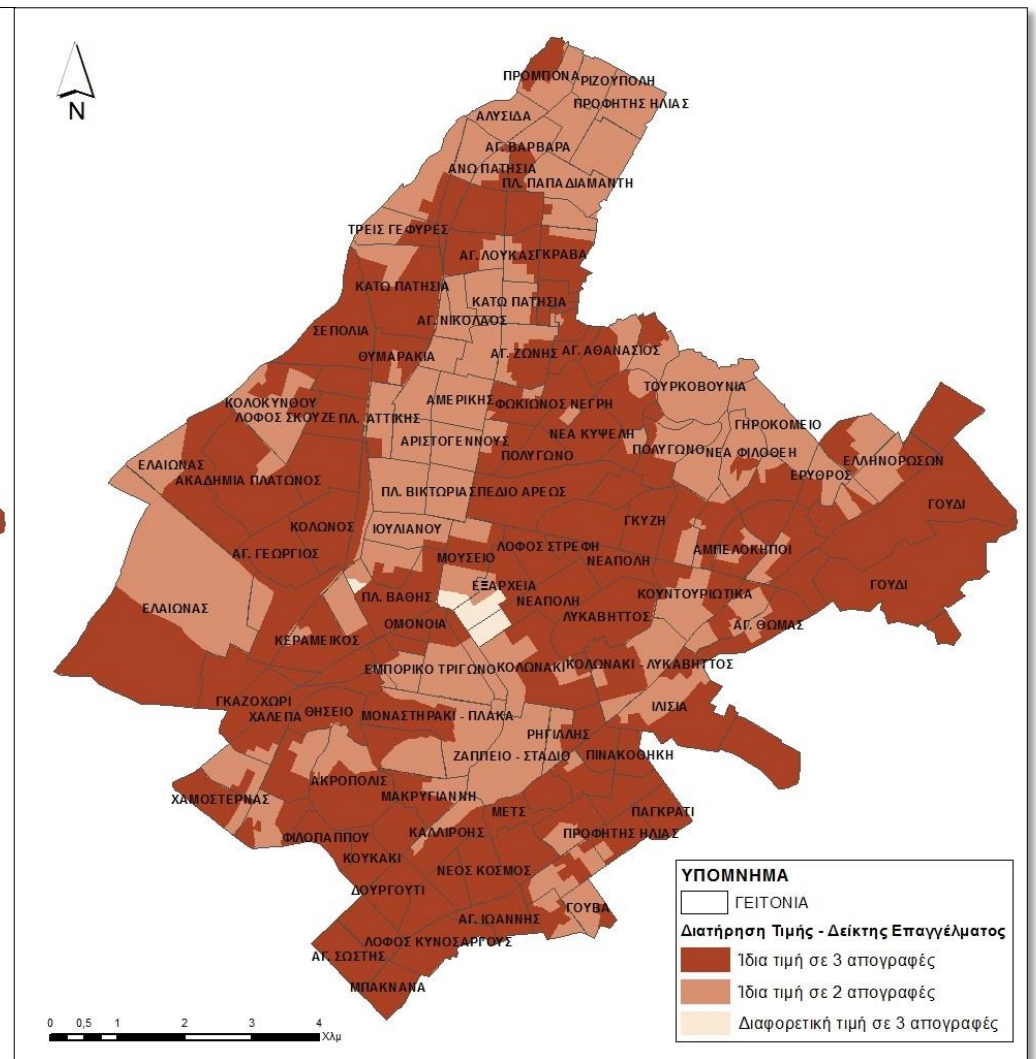 N
ΠΡΟΜΠΟΝΑ
ΡΙΖΟΥΠΟΛΗ
ΠΡΟΦΗΤΗΣ ΗΛΙΑΣ
ΑΛΥΣΙΔΑ
ΑΓ. ΒΑΡΒΑΡΑ
ΑΝΩ ΠΑΤΗΣΙΑ
ΠΛ. ΠΑΠΑΔΙΑΜΑΝΤΗ
ΤΡΕΙΣ ΓΕΦΥΡΕΣ
ΑΓ. ΛΟΥΚΑΣ
ΓΚΡΑΒΑ
ΚΑΤΩ ΠΑΤΗΣΙΑ
ΚΑΤΩ ΠΑΤΗΣΙΑ
ΑΓ. ΝΙΚΟΛΑΟΣ
ΣΕΠΟΛΙΑ
ΘΥΜΑΡΑΚΙΑ
ΑΓ. ΖΩΝΗΣ
ΑΓ. ΑΘΑΝΑΣΙΟΣ
ΤΟΥΡΚΟΒΟΥΝΙΑ
ΚΟΛΟΚΥΝΘΟΥ
ΑΜΕΡΙΚΗΣ
ΦΩΚΙΩΝΟΣ ΝΕΓΡΗ
ΛΟΦΟΣ ΣΚΟΥΖΕ
ΠΛ. ΑΤΤΙΚΗΣ
ΓΗΡΟΚΟΜΕΙΟ
ΑΡΙΣΤΟΓΕΝΝΟΥΣ
ΝΕΑ ΚΥΨΕΛΗ
ΠΟΛΥΓΩΝΟ
ΠΟΛΥΓΩΝΟ
ΝΕΑ ΦΙΛΟΘΕΗ
ΕΛΑΙΩΝΑΣ
ΕΛΛΗΝΟΡΩΣΩΝ
ΑΚΑΔΗΜΙΑ ΠΛΑΤΩΝΟΣ
ΕΡΥΘΡΟΣ
ΠΛ. ΒΙΚΤΩΡΙΑΣ
ΠΕΔΙΟ ΑΡΕΩΣ
ΓΟΥΔΙ
ΚΟΛΩΝΟΣ
ΙΟΥΛΙΑΝΟΥ
ΓΚΥΖΗ
ΑΓ. ΓΕΩΡΓΙΟΣ
ΜΟΥΣΕΙΟ
ΛΟΦΟΣ ΣΤΡΕΦΗ
ΑΜΠΕΛΟΚΗΠΟΙ
ΝΕΑΠΟΛΗ
ΓΟΥΔΙ
ΕΞΑΡΧΕΙΑ
ΚΟΥΝΤΟΥΡΙΩΤΙΚΑ
ΕΛΑΙΩΝΑΣ
ΠΛ. ΒΑΘΗΣ
ΝΕΑΠΟΛΗ
ΛΥΚΑΒΗΤΤΟΣ
ΑΓ. ΘΩΜΑΣ
ΟΜΟΝΟΙΑ
ΚΕΡΑΜΕΙΚΟΣ
ΕΜΠΟΡΙΚΟ ΤΡΙΓΩΝΟ
ΚΟΛΩΝΑΚΙ
ΚΟΛΩΝΑΚΙ - ΛΥΚΑΒΗΤΤΟΣ
ΓΚΑΖΟΧΩΡΙ
ΙΛΙΣΙΑ
ΧΑΛΕΠΑ
ΘΗΣΕΙΟ
ΜΟΝΑΣΤΗΡΑΚΙ - ΠΛΑΚΑ
ΡΗΓΙΛΛΗΣ
ΖΑΠΠΕΙΟ - ΣΤΑΔΙΟ
ΠΙΝΑΚΟΘΗΚΗ
ΑΚΡΟΠΟΛΙΣ
ΧΑΜΟΣΤΕΡΝΑΣ
ΜΑΚΡΥΓΙΑΝΝΗ
ΜΕΤΣ
ΠΑΓΚΡΑΤΙ
ΦΙΛΟΠΑΠΠΟΥ
ΚΑΛΛΙΡΟΗΣ
ΠΡΟΦΗΤΗΣ ΗΛΙΑΣ
ΚΟΥΚΑΚΙ
ΝΕΟΣ ΚΟΣΜΟΣ
ΔΟΥΡΓΟΥΤΙ
ΓΟΥΒΑ
ΑΓ. ΙΩΑΝΝΗΣ
ΛΟΦΟΣ ΚΥΝΟΣΑΡΓΟΥΣ
ΑΓ. ΣΩΣΤΗΣ
ΜΠΑΚΝΑΝΑ
ΥΠΟΜΝΗΜΑ
ΓΕΙΤΟΝΙΑ
Διατήρηση Τιμής - Δείκτης Επαγγέλματος
Ίδια τιμή σε 3 απογραφές
Ίδια τιμή σε 2 απογραφές
Διαφορετική τιμή σε 3 απογραφές
0 0,5 1 2 3 4
Χλμ